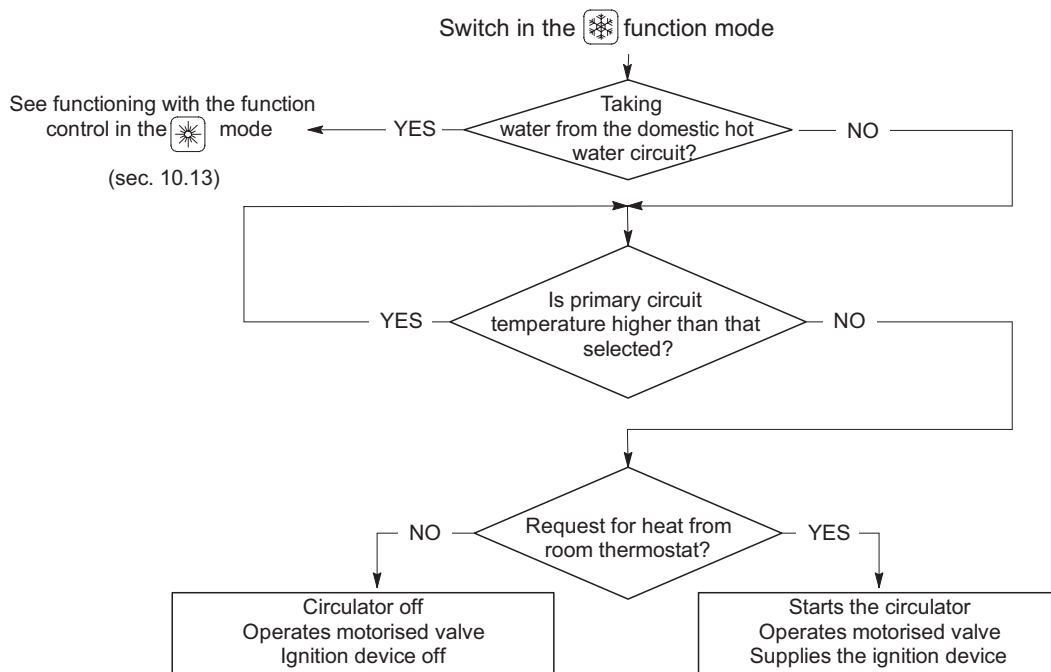 Switch in the function mode
Taking
water from the domestic hot
water circuit?
YES
NO
See functioning with the function
control in the mode
(sec. 10.13)
Is primary circuit
temperature higher than that
selected?
YES
NO
Request for heat from
room thermostat?
NO
YES
Circulator off
Operates motorised valve
Ignition device off
Starts the circulator
Operates motorised valve
Supplies the ignition device